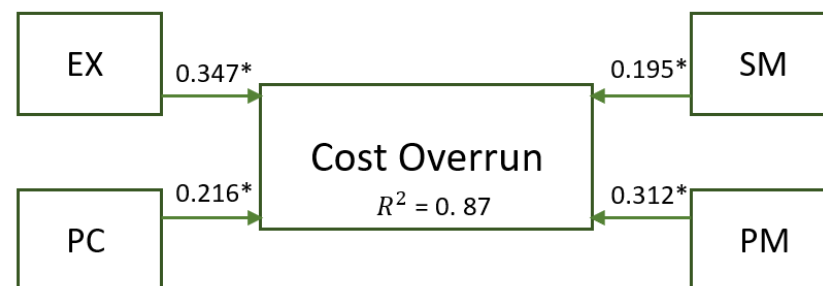 EX
0.347*
0.195*
SM
Cost Overrun
R² = 0. 87
PC
0.216*
0.312*
PM